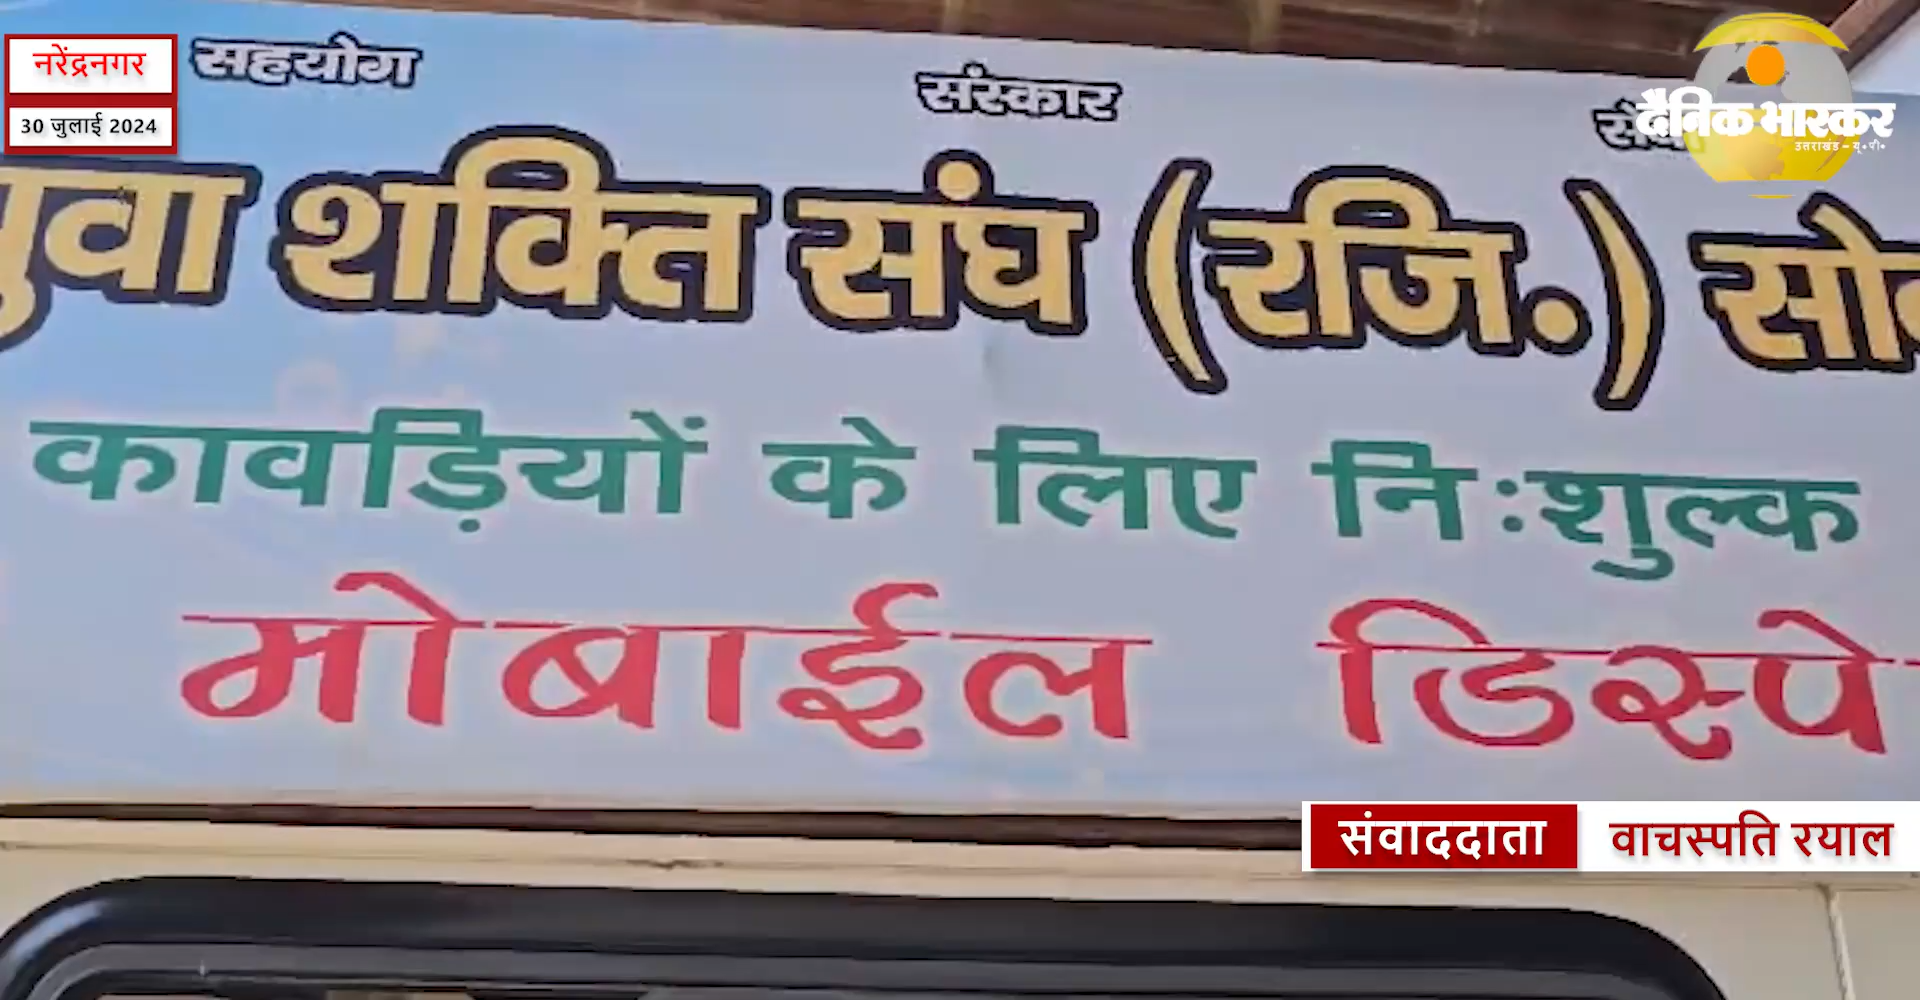 नरेंद्रनगर
30 जुलाई 2024
सहयोग संस्कार
दैनिक भास्कर
उत्तराखंड - यू॰पी॰
युवा शक्ति संघ (रजि.)
कावड़ियों के लिए नि:शुल्क
मोबाईल डिस्पे
संवाददाता वाचस्पति रयाल